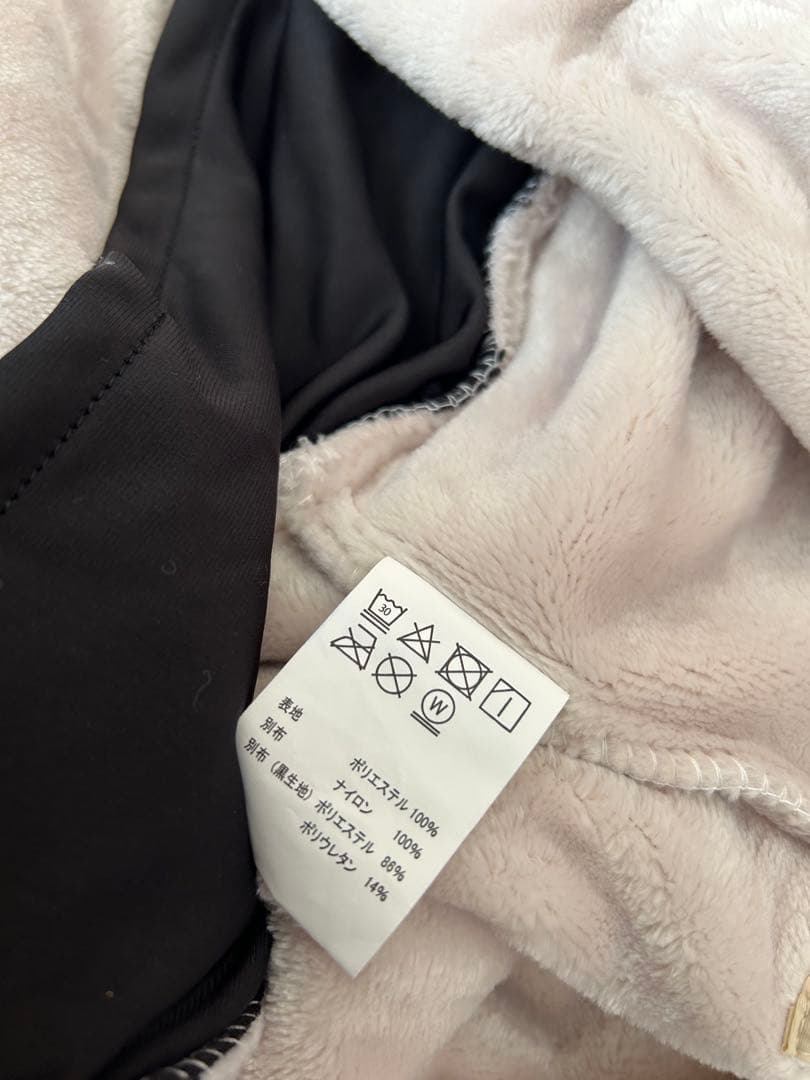 30
W
表地 ポリエステル 100%
別布 ナイロン 100%
別布（黒生地）ポリエステル 86%
ポリウレタン 14%